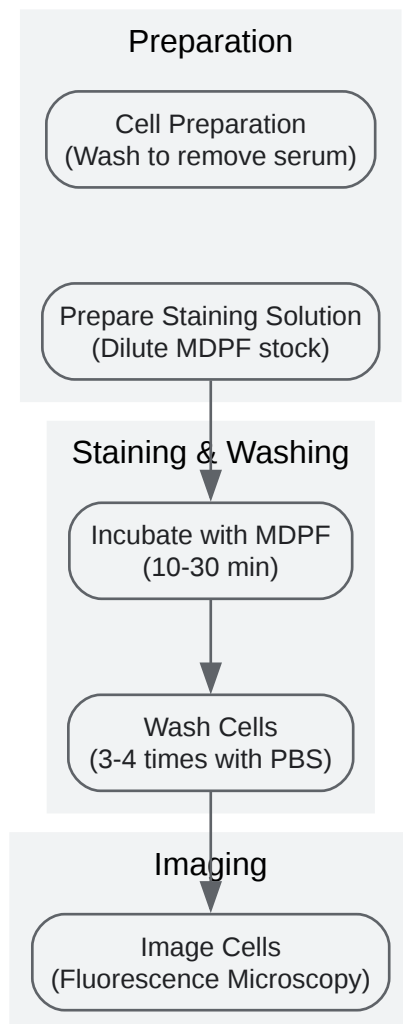 Preparation
Cell Preparation
(Wash to remove serum)
Prepare Staining Solution
(Dilute MDPF stock)
Staining & Washing
Incubate with MDPF
(10-30 min)
Wash Cells
(3-4 times with PBS)
Imaging
Image Cells
(Fluorescence Microscopy)